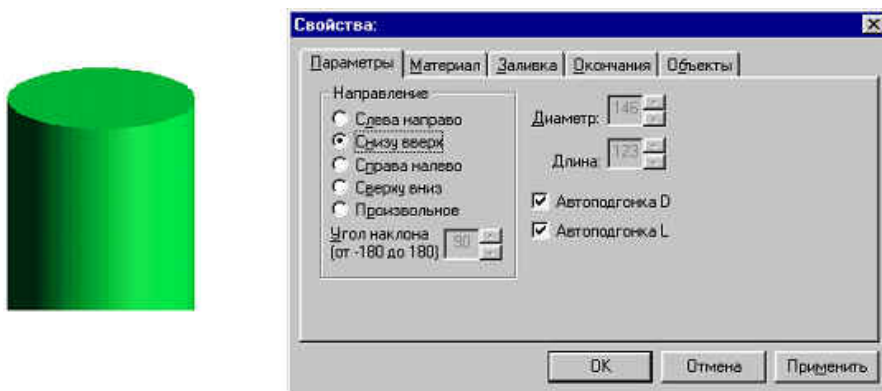 Свойства:
Параметры Материал Заливка Окончания Объекты
Направление
Слева направо
Снизу вверх
Справа налево
Сверху вниз
Произвольное
Угол наклона
(от -180 до 180)
90
Диаметр: 146
Длина: 123
Автоподгонка D
Автоподгонка L
OK Отмена Применить